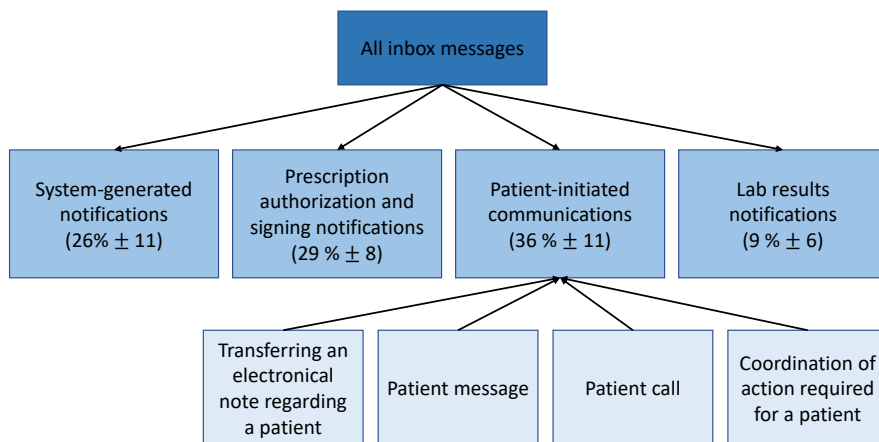 All inbox messages
System-generated
notifications
(26% ± 11)
Prescription
authorization and
signing notifications
(29 % ± 8)
Patient-initiated
communications
(36 % ± 11)
Lab results
notifications
(9 % ± 6)
Transferring an
electronical
note regarding
a patient
Patient message
Patient call
Coordination of
action required
for a patient